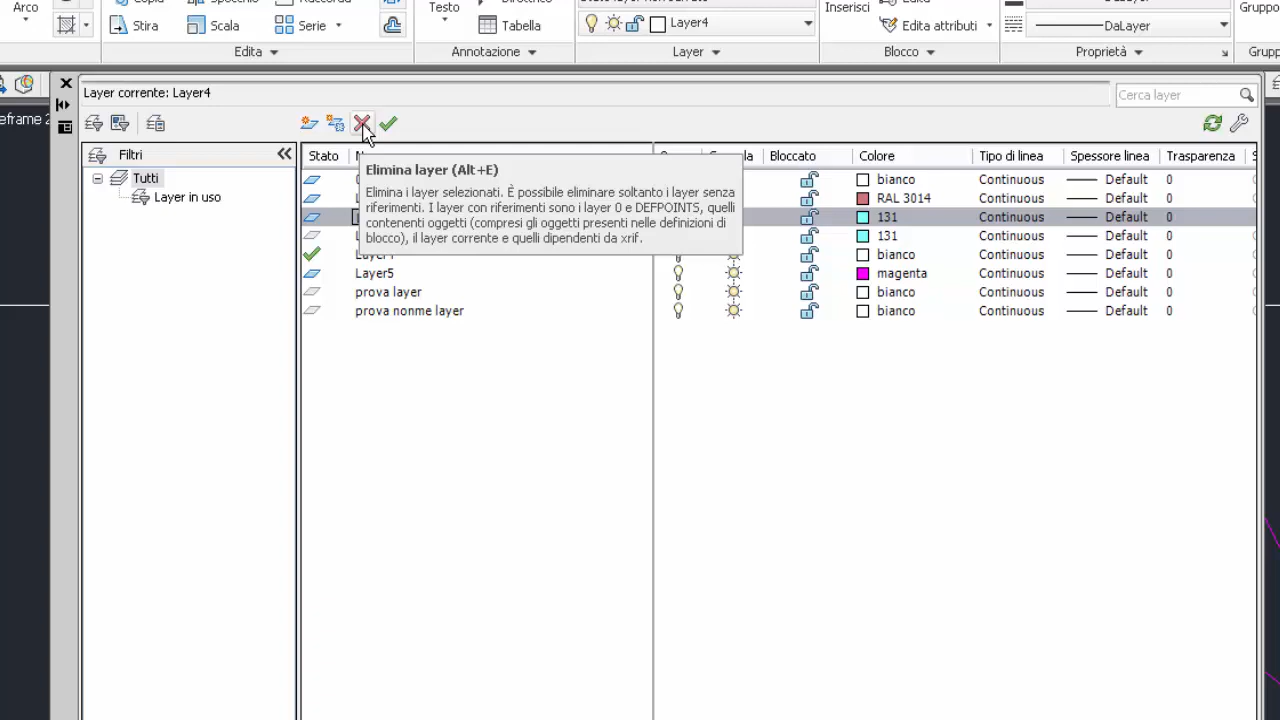 Arco
Stira
Scala
Serie
Edita
Testo
Tabella
Annotazione
Layer4
Layer
Inserisci
Edita attributi
Blocco
DaLayer
Proprietà
Layer corrente: Layer4
Cerca layer
eframe 2
Filtri
Tutti
Layer in uso
Stato
Bloccato
Colore
Tipo di linea
Spessore linea
Trasparenza
Elimina layer (Alt+E)
Elimina i layer selezionati. È possibile eliminare soltanto i layer senza
riferimenti. I layer con riferimenti sono i layer 0 e DEFPOINTS, quelli
contenenti oggetti (compresi gli oggetti presenti nelle definizioni di
blocco), il layer corrente e quelli dipendenti da xrif.
bianco Continuous Default 0
RAL 3014 Continuous Default 0
131 Continuous Default 0
131 Continuous Default 0
bianco Continuous Default 0
Layer5 magenta Continuous Default 0
prova layer bianco Continuous Default 0
prova nonme layer bianco Continuous Default 0